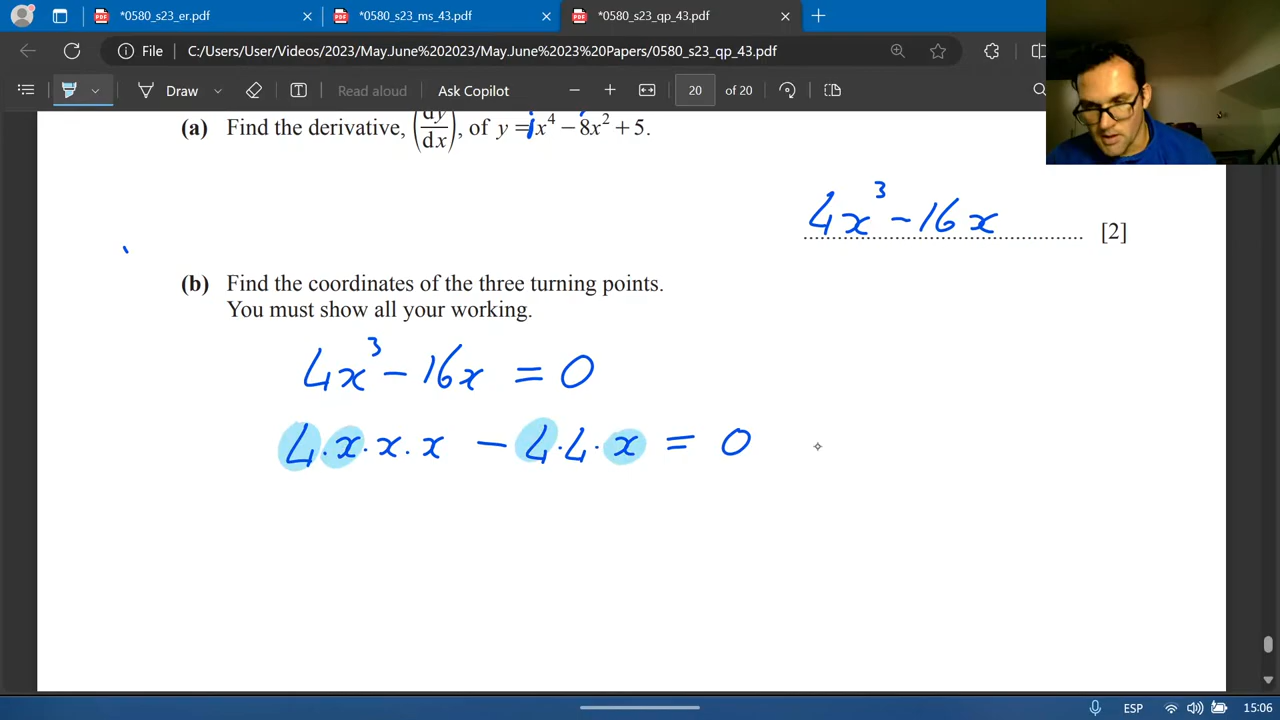 *0580_s23_er.pdf
*0580_s23_ms_43.pdf
*0580_s23_qp_43.pdf
File C:/Users/User/Videos/2023/May.June%202023/May.June%2023%20Papers/0580_s23_qp_43.pdf
Draw Read aloud Ask Copilot 20 of 20
(a) Find the derivative, (dy/dx), of y = 1x⁴ − 8x² + 5.
4x³ − 16x [2]
(b) Find the coordinates of the three turning points.
You must show all your working.
4x³ − 16x = 0
4 · x · x · x − 4 · 4 · x = 0
ESP 15:06